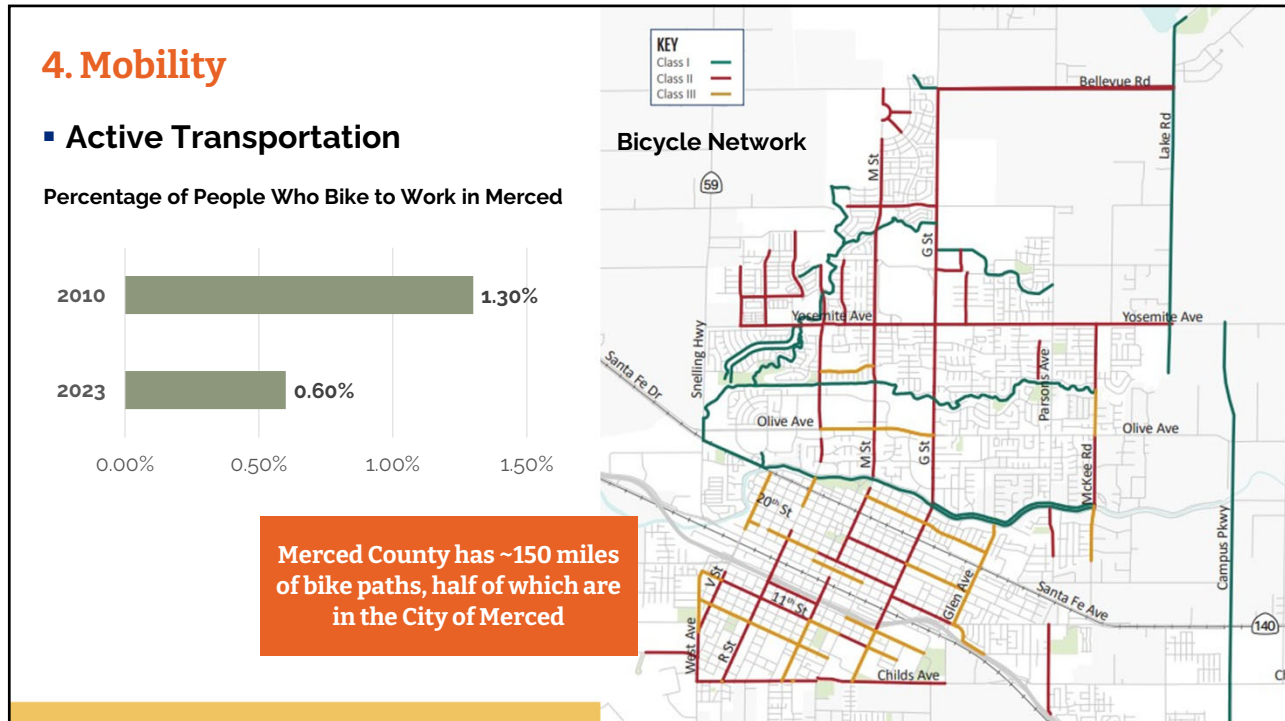 4. Mobility
▪ Active Transportation
Percentage of People Who Bike to Work in Merced
2010
1.30%
2023
0.60%
0.00%
0.50%
1.00%
1.50%
Merced County has ~150 miles
of bike paths, half of which are
in the City of Merced
Bicycle Network
KEY
Class I
Class II
Class III
Bellevue Rd
Lake Rd
M St
59
G St
Yosemite Ave
Yosemite Ave
Snelling Hwy
Santa Fe Dr
Parsons Ave
Olive Ave
Olive Ave
M St
G St
McKee Rd
20th St
Campus Pkwy
V St
11th St
Glen Ave
Santa Fe Ave
140
West Ave
R St
Childs Ave